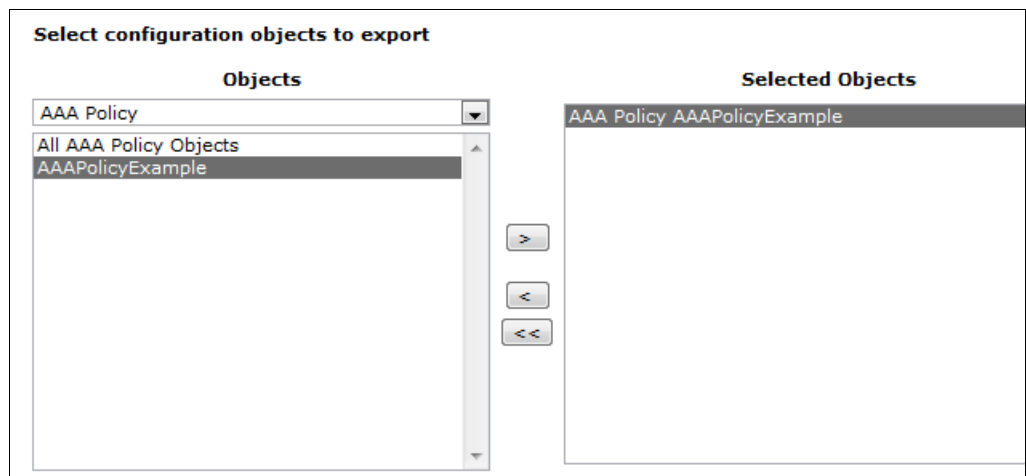 Select configuration objects to export
Objects
AAA Policy
All AAA Policy Objects
AAAPolicyExample
>
<
<<
Selected Objects
AAA Policy AAAPolicyExample